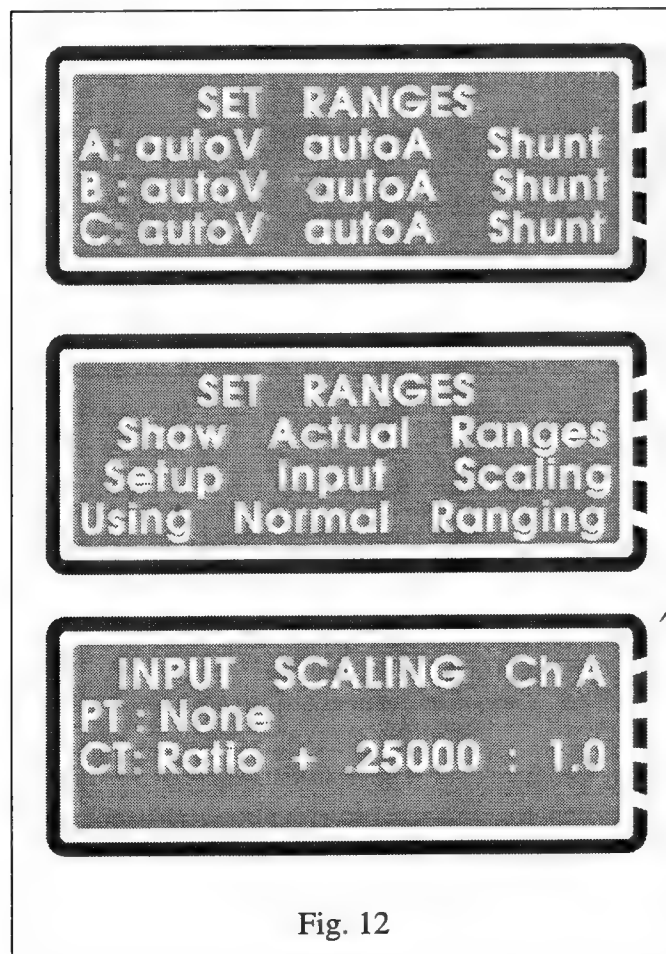 SET RANGES
A: autoV autoA Shunt
B: autoV autoA Shunt
C: autoV autoA Shunt
SET RANGES
Show Actual Ranges
Setup Input Scaling
Using Normal Ranging
INPUT SCALING Ch A
PT: None
CT: Ratio + .25000 : 1.0
Fig. 12